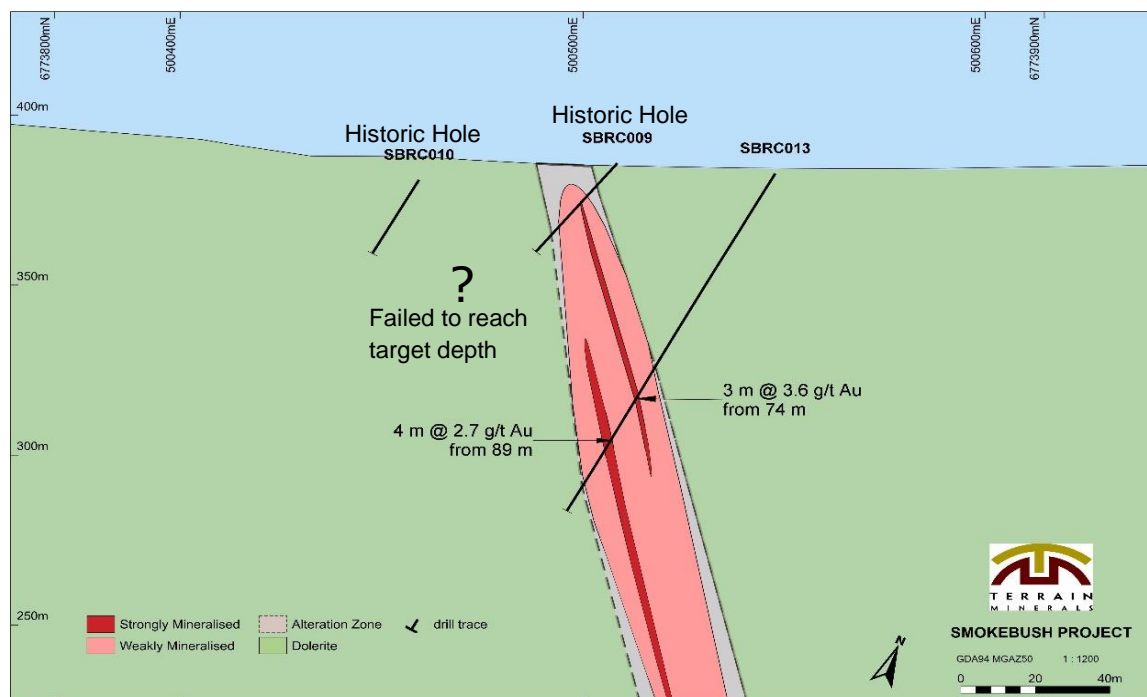 6773800mN
500400mE
500500mE
500600mE
6773900mN
400m
350m
300m
250m
Historic Hole
SBRC010
Historic Hole
SBRC009
SBRC013
?
Failed to reach
target depth
3 m @ 3.6 g/t Au
from 74 m
4 m @ 2.7 g/t Au
from 89 m
Strongly Mineralised
Weakly Mineralised
Alteration Zone
Dolerite
drill trace
N
TERRAIN
MINERALS
SMOKEBUSH PROJECT
GDA94 MGAZ50 1 : 1200
0 20 40m